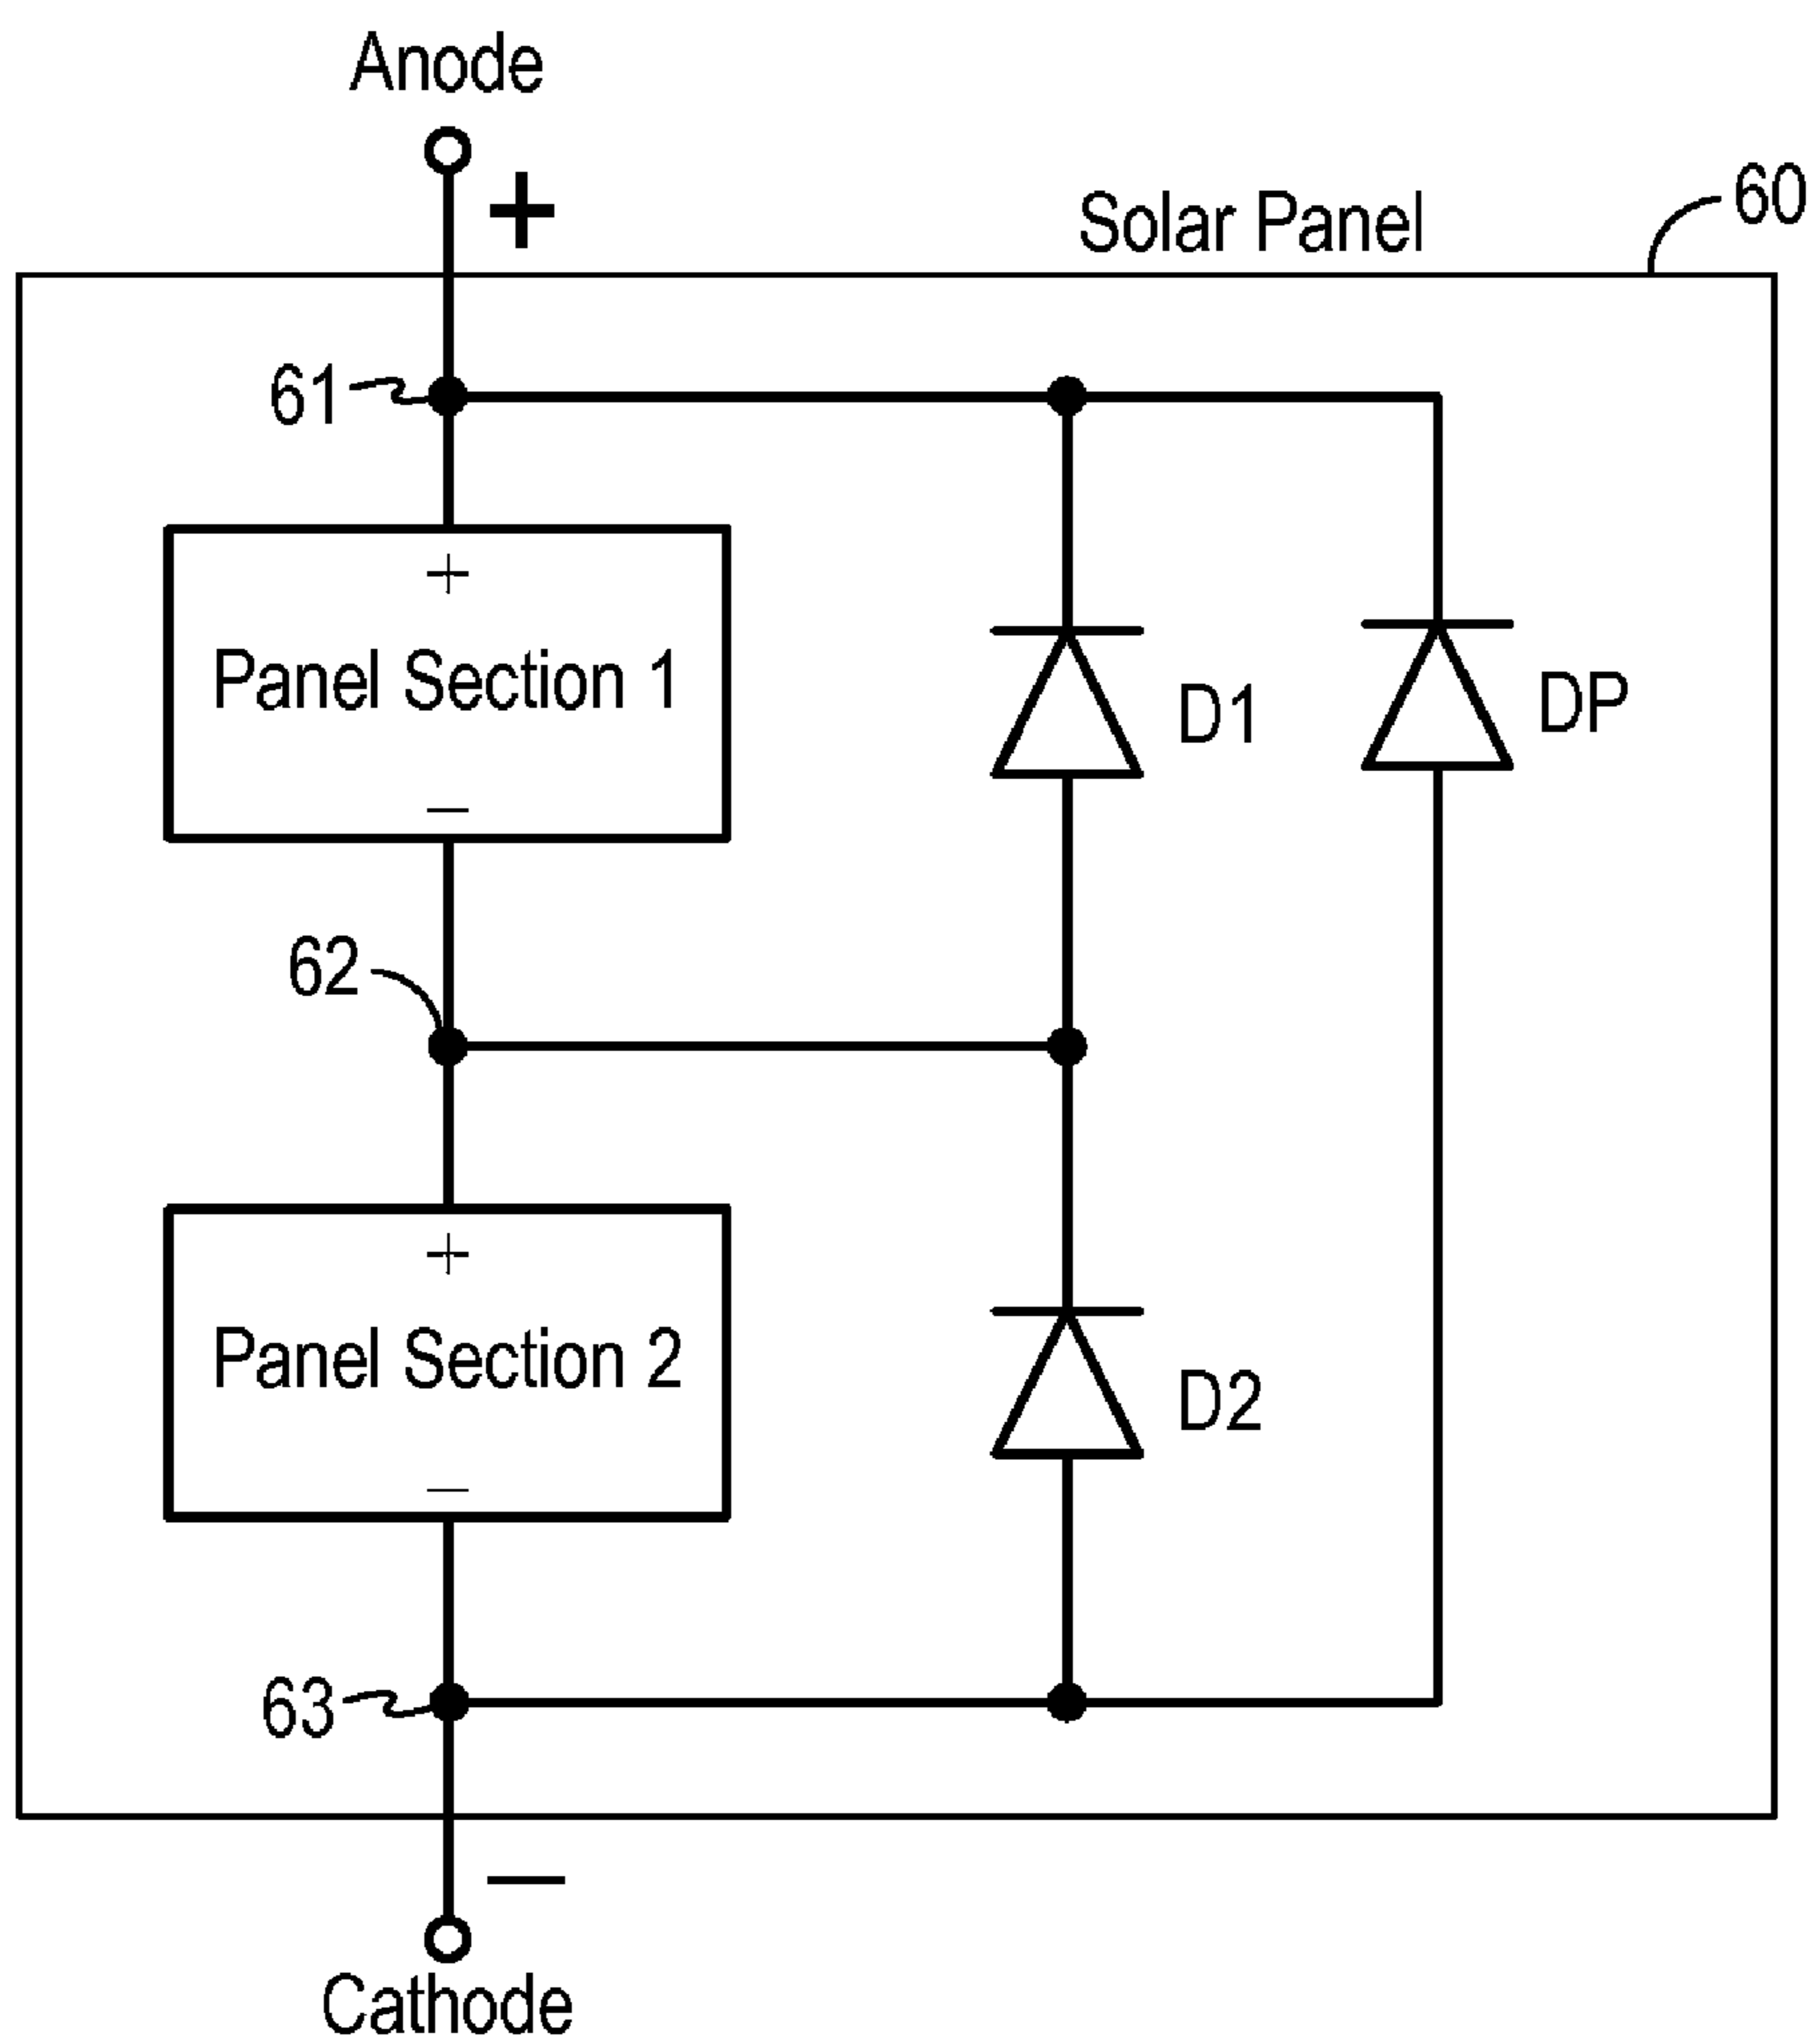 Anode
+
Solar Panel
60
61
+
Panel Section 1
−
D1
DP
62
+
Panel Section 2
−
D2
63
−
Cathode